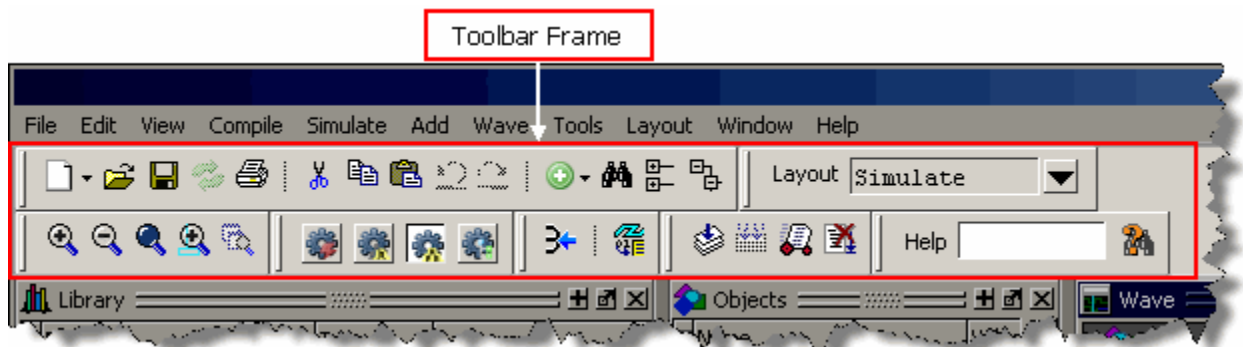 Toolbar Frame
File Edit View Compile Simulate Add Wave Tools Layout Window Help
Layout Simulate
Help
Library Objects Wave